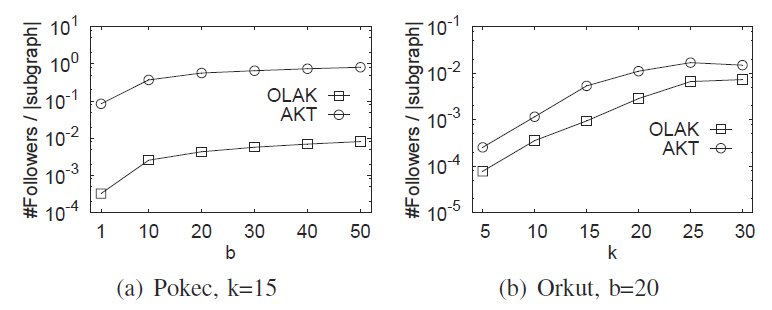 #Followers / |subgraph|
10^1
10^0
10^-1
10^-2
10^-3
10^-4
OLAK
AKT
1 10 20 30 40 50
b
(a) Pokec, k=15
#Followers / |subgraph|
10^-1
10^-2
10^-3
10^-4
10^-5
OLAK
AKT
5 10 15 20 25 30
k
(b) Orkut, b=20